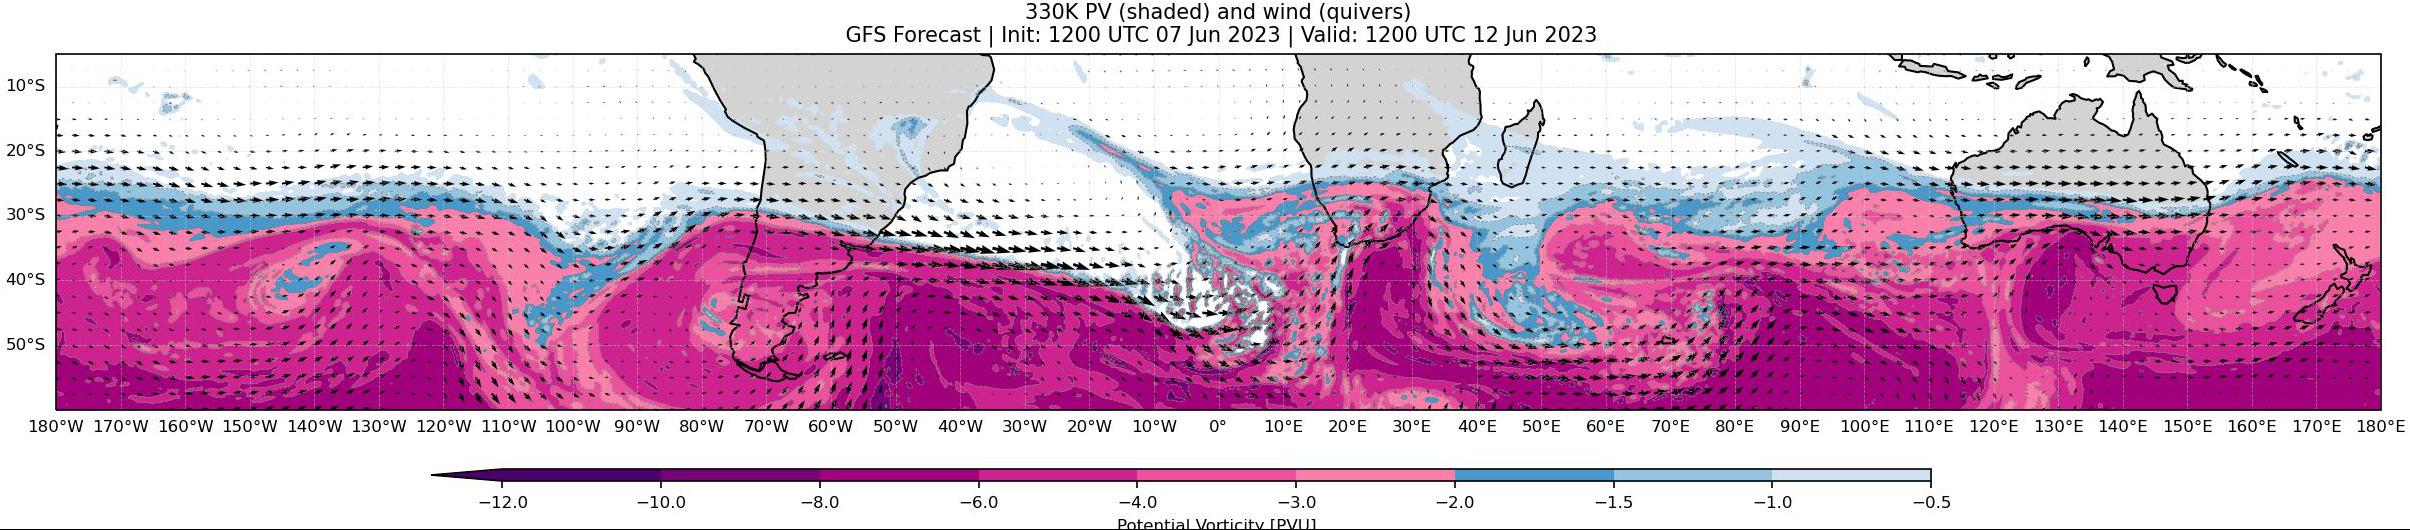 330K PV (shaded) and wind (quivers)
GFS Forecast | Init: 1200 UTC 07 Jun 2023 | Valid: 1200 UTC 12 Jun 2023
10°S
20°S
30°S
40°S
50°S
180°W 170°W 160°W 150°W 140°W 130°W 120°W 110°W 100°W 90°W 80°W 70°W 60°W 50°W 40°W 30°W 20°W 10°W 0° 10°E 20°E 30°E 40°E 50°E 60°E 70°E 80°E 90°E 100°E 110°E 120°E 130°E 140°E 150°E 160°E 170°E 180°E
−12.0 −10.0 −8.0 −6.0 −4.0 −3.0 −2.0 −1.5 −1.0 −0.5
Potential Vorticity [PVU]